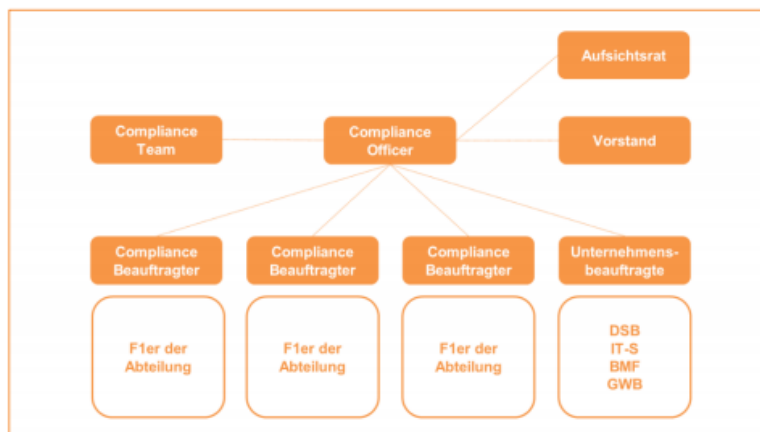 Aufsichtsrat
Compliance
Team
Compliance
Officer
Vorstand
Compliance
Beauftragter
Compliance
Beauftragter
Compliance
Beauftragter
Unternehmens-
beauftragte
F1er der
Abteilung
F1er der
Abteilung
F1er der
Abteilung
DSB
IT-S
BMF
GWB